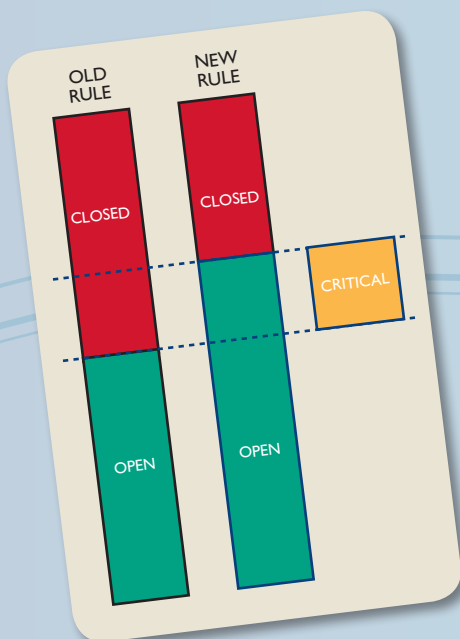 OLD
RULE
NEW
RULE
CLOSED
CLOSED
CRITICAL
OPEN
OPEN